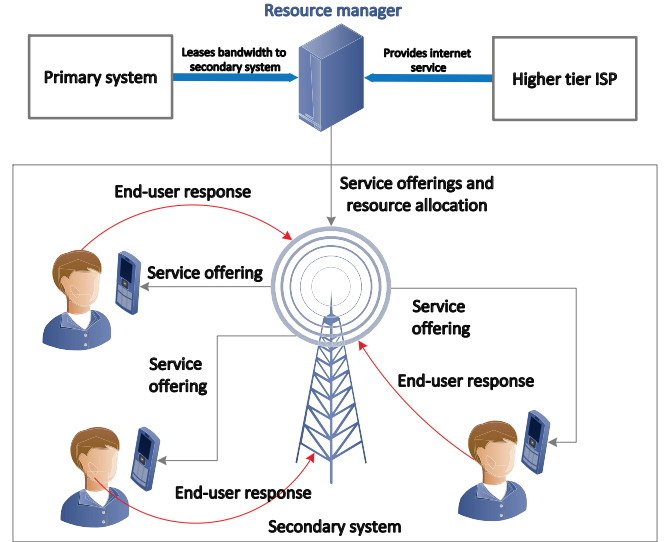 Resource manager
Primary system
Leases bandwidth to
secondary system
Provides internet
service
Higher tier ISP
End-user response
Service offerings and
resource allocation
Service offering
Service
offering
Service
offering
End-user response
End-user response
Secondary system